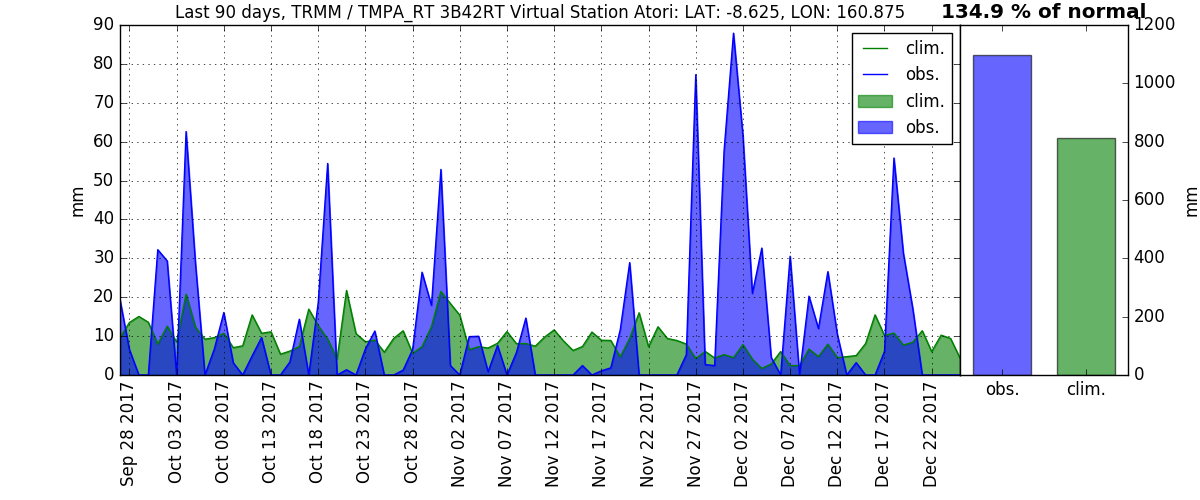 Last 90 days, TRMM / TMPA_RT 3B42RT Virtual Station Atori: LAT: -8.625, LON: 160.875
134.9 % of normal
90
80
70
60
50
40
30
20
10
0
mm
clim.
obs.
clim.
obs.
Sep 28 2017
Oct 03 2017
Oct 08 2017
Oct 13 2017
Oct 18 2017
Oct 23 2017
Oct 28 2017
Nov 02 2017
Nov 07 2017
Nov 12 2017
Nov 17 2017
Nov 22 2017
Nov 27 2017
Dec 02 2017
Dec 07 2017
Dec 12 2017
Dec 17 2017
Dec 22 2017
1200
1000
800
600
400
200
0
mm
obs.
clim.